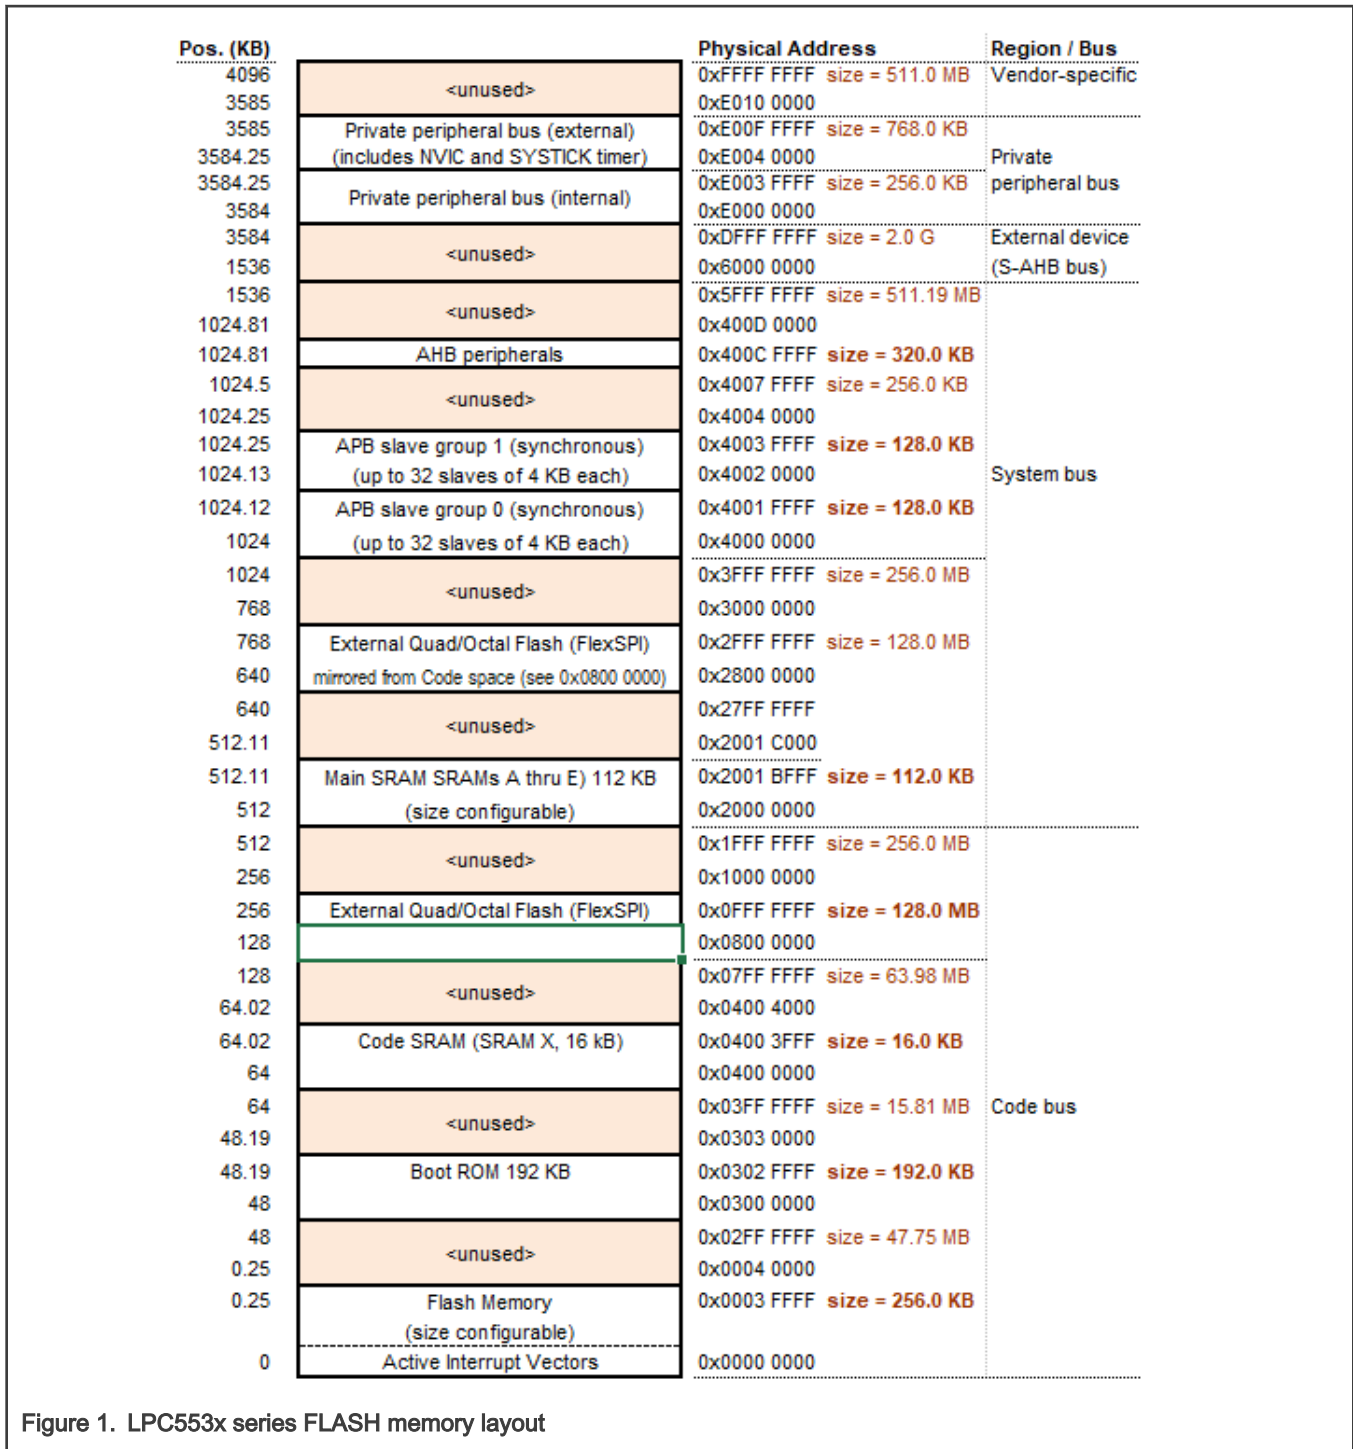 Pos. (KB) Physical Address Region / Bus
4096 0xFFFF FFFF size = 511.0 MB Vendor-specific
<unused>
3585 0xE010 0000
3585 Private peripheral bus (external) 0xE00F FFFF size = 768.0 KB
3584.25 (includes NVIC and SYSTICK timer) 0xE004 0000 Private
3584.25 0xE003 FFFF size = 256.0 KB peripheral bus
Private peripheral bus (internal)
3584 0xE000 0000
3584 0xDFFF FFFF size = 2.0 G External device
<unused>
1536 0x6000 0000 (S-AHB bus)
1536 0x5FFF FFFF size = 511.19 MB
<unused>
1024.81 0x400D 0000
1024.81 AHB peripherals 0x400C FFFF size = 320.0 KB
1024.5 0x4007 FFFF size = 256.0 KB
<unused>
1024.25 0x4004 0000
1024.25 APB slave group 1 (synchronous) 0x4003 FFFF size = 128.0 KB
1024.13 (up to 32 slaves of 4 KB each) 0x4002 0000 System bus
1024.12 APB slave group 0 (synchronous) 0x4001 FFFF size = 128.0 KB
1024 (up to 32 slaves of 4 KB each) 0x4000 0000
1024 0x3FFF FFFF size = 256.0 MB
<unused>
768 0x3000 0000
768 External Quad/Octal Flash (FlexSPI) 0x2FFF FFFF size = 128.0 MB
640 mirrored from Code space (see 0x0800 0000) 0x2800 0000
640 0x27FF FFFF
<unused>
512.11 0x2001 C000
512.11 Main SRAM SRAMs A thru E) 112 KB 0x2001 BFFF size = 112.0 KB
512 (size configurable) 0x2000 0000
512 0x1FFF FFFF size = 256.0 MB
<unused>
256 0x1000 0000
256 External Quad/Octal Flash (FlexSPI) 0x0FFF FFFF size = 128.0 MB
128 0x0800 0000
128 0x07FF FFFF size = 63.98 MB
<unused>
64.02 0x0400 4000
64.02 Code SRAM (SRAM X, 16 kB) 0x0400 3FFF size = 16.0 KB
64 0x0400 0000
64 0x03FF FFFF size = 15.81 MB Code bus
<unused>
48.19 0x0303 0000
48.19 Boot ROM 192 KB 0x0302 FFFF size = 192.0 KB
48 0x0300 0000
48 0x02FF FFFF size = 47.75 MB
<unused>
0.25 0x0004 0000
0.25 Flash Memory 0x0003 FFFF size = 256.0 KB
(size configurable)
0 Active Interrupt Vectors 0x0000 0000
Figure 1. LPC553x series FLASH memory layout